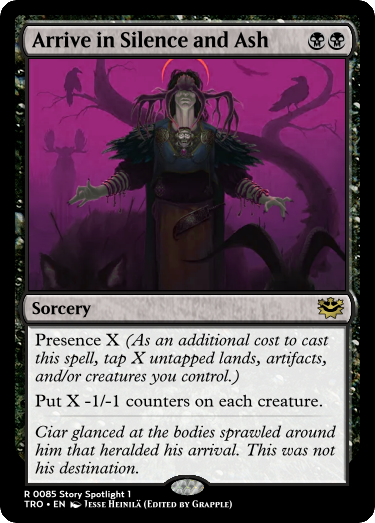 Arrive in Silence and Ash
Sorcery
Presence X (As an additional cost to cast
this spell, tap X untapped lands, artifacts,
and/or creatures you control.)
Put X -1/-1 counters on each creature.
Ciar glanced at the bodies sprawled around
him that heralded his arrival. This was not
his destination.
R 0085 Story Spotlight 1
TRO • EN Jesse Heinilä (Edited by Grapple)